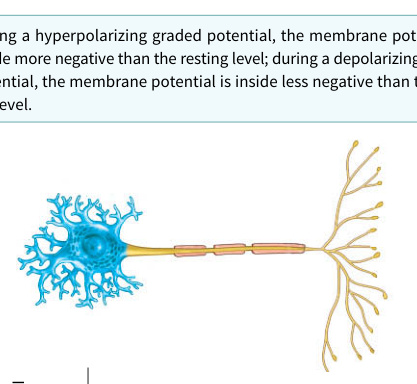 ng a hyperpolarizing graded potential, the membrane pot
de more negative than the resting level; during a depolarizing
ential, the membrane potential is inside less negative than t
evel.